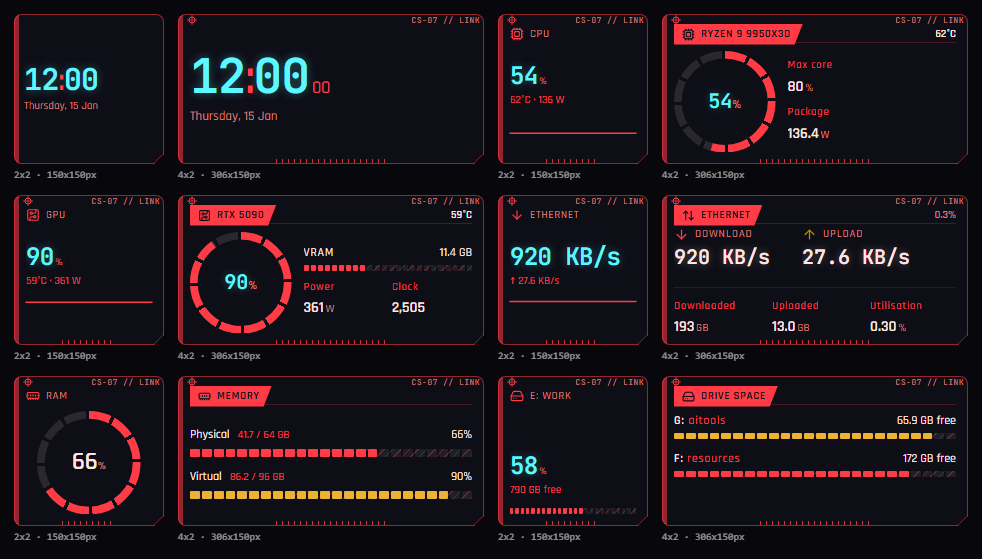 12:00
Thursday, 15 Jan
2x2 · 150x150px
CS-07 // LINK
12:00 00
Thursday, 15 Jan
4x2 · 306x150px
CS-07 // LINK
CPU
54%
62°C · 136 W
2x2 · 150x150px
CS-07 // LINK
RYZEN 9 9950X3D
62°C
54%
Max core
80 %
Package
136.4 W
4x2 · 306x150px
CS-07 // LINK
GPU
90%
59°C · 361 W
2x2 · 150x150px
CS-07 // LINK
RTX 5090
59°C
90%
VRAM 11.4 GB
Power Clock
361 W 2,505
4x2 · 306x150px
CS-07 // LINK
ETHERNET
920 KB/s
↑ 27.6 KB/s
2x2 · 150x150px
CS-07 // LINK
ETHERNET
0.3%
DOWNLOAD UPLOAD
920 KB/s 27.6 KB/s
Downloaded Uploaded Utilisation
193 GB 13.0 GB 0.30 %
4x2 · 306x150px
CS-07 // LINK
RAM
66%
2x2 · 150x150px
CS-07 // LINK
MEMORY
Physical 41.7 / 64 GB 66%
Virtual 86.2 / 96 GB 90%
4x2 · 306x150px
CS-07 // LINK
E: WORK
58%
790 GB free
2x2 · 150x150px
CS-07 // LINK
DRIVE SPACE
G: aitools 65.9 GB free
F: resources 172 GB free
4x2 · 306x150px